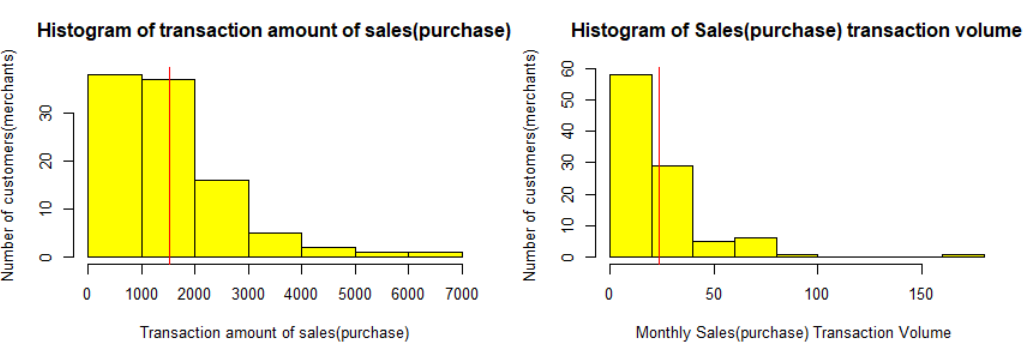 Histogram of transaction amount of sales(purchase)
Number of customers(merchants)
0 10 20 30
0 1000 2000 3000 4000 5000 6000 7000
Transaction amount of sales(purchase)
Histogram of Sales(purchase) transaction volume
Number of customers(merchants)
0 10 20 30 40 50 60
0 50 100 150
Monthly Sales(purchase) Transaction Volume